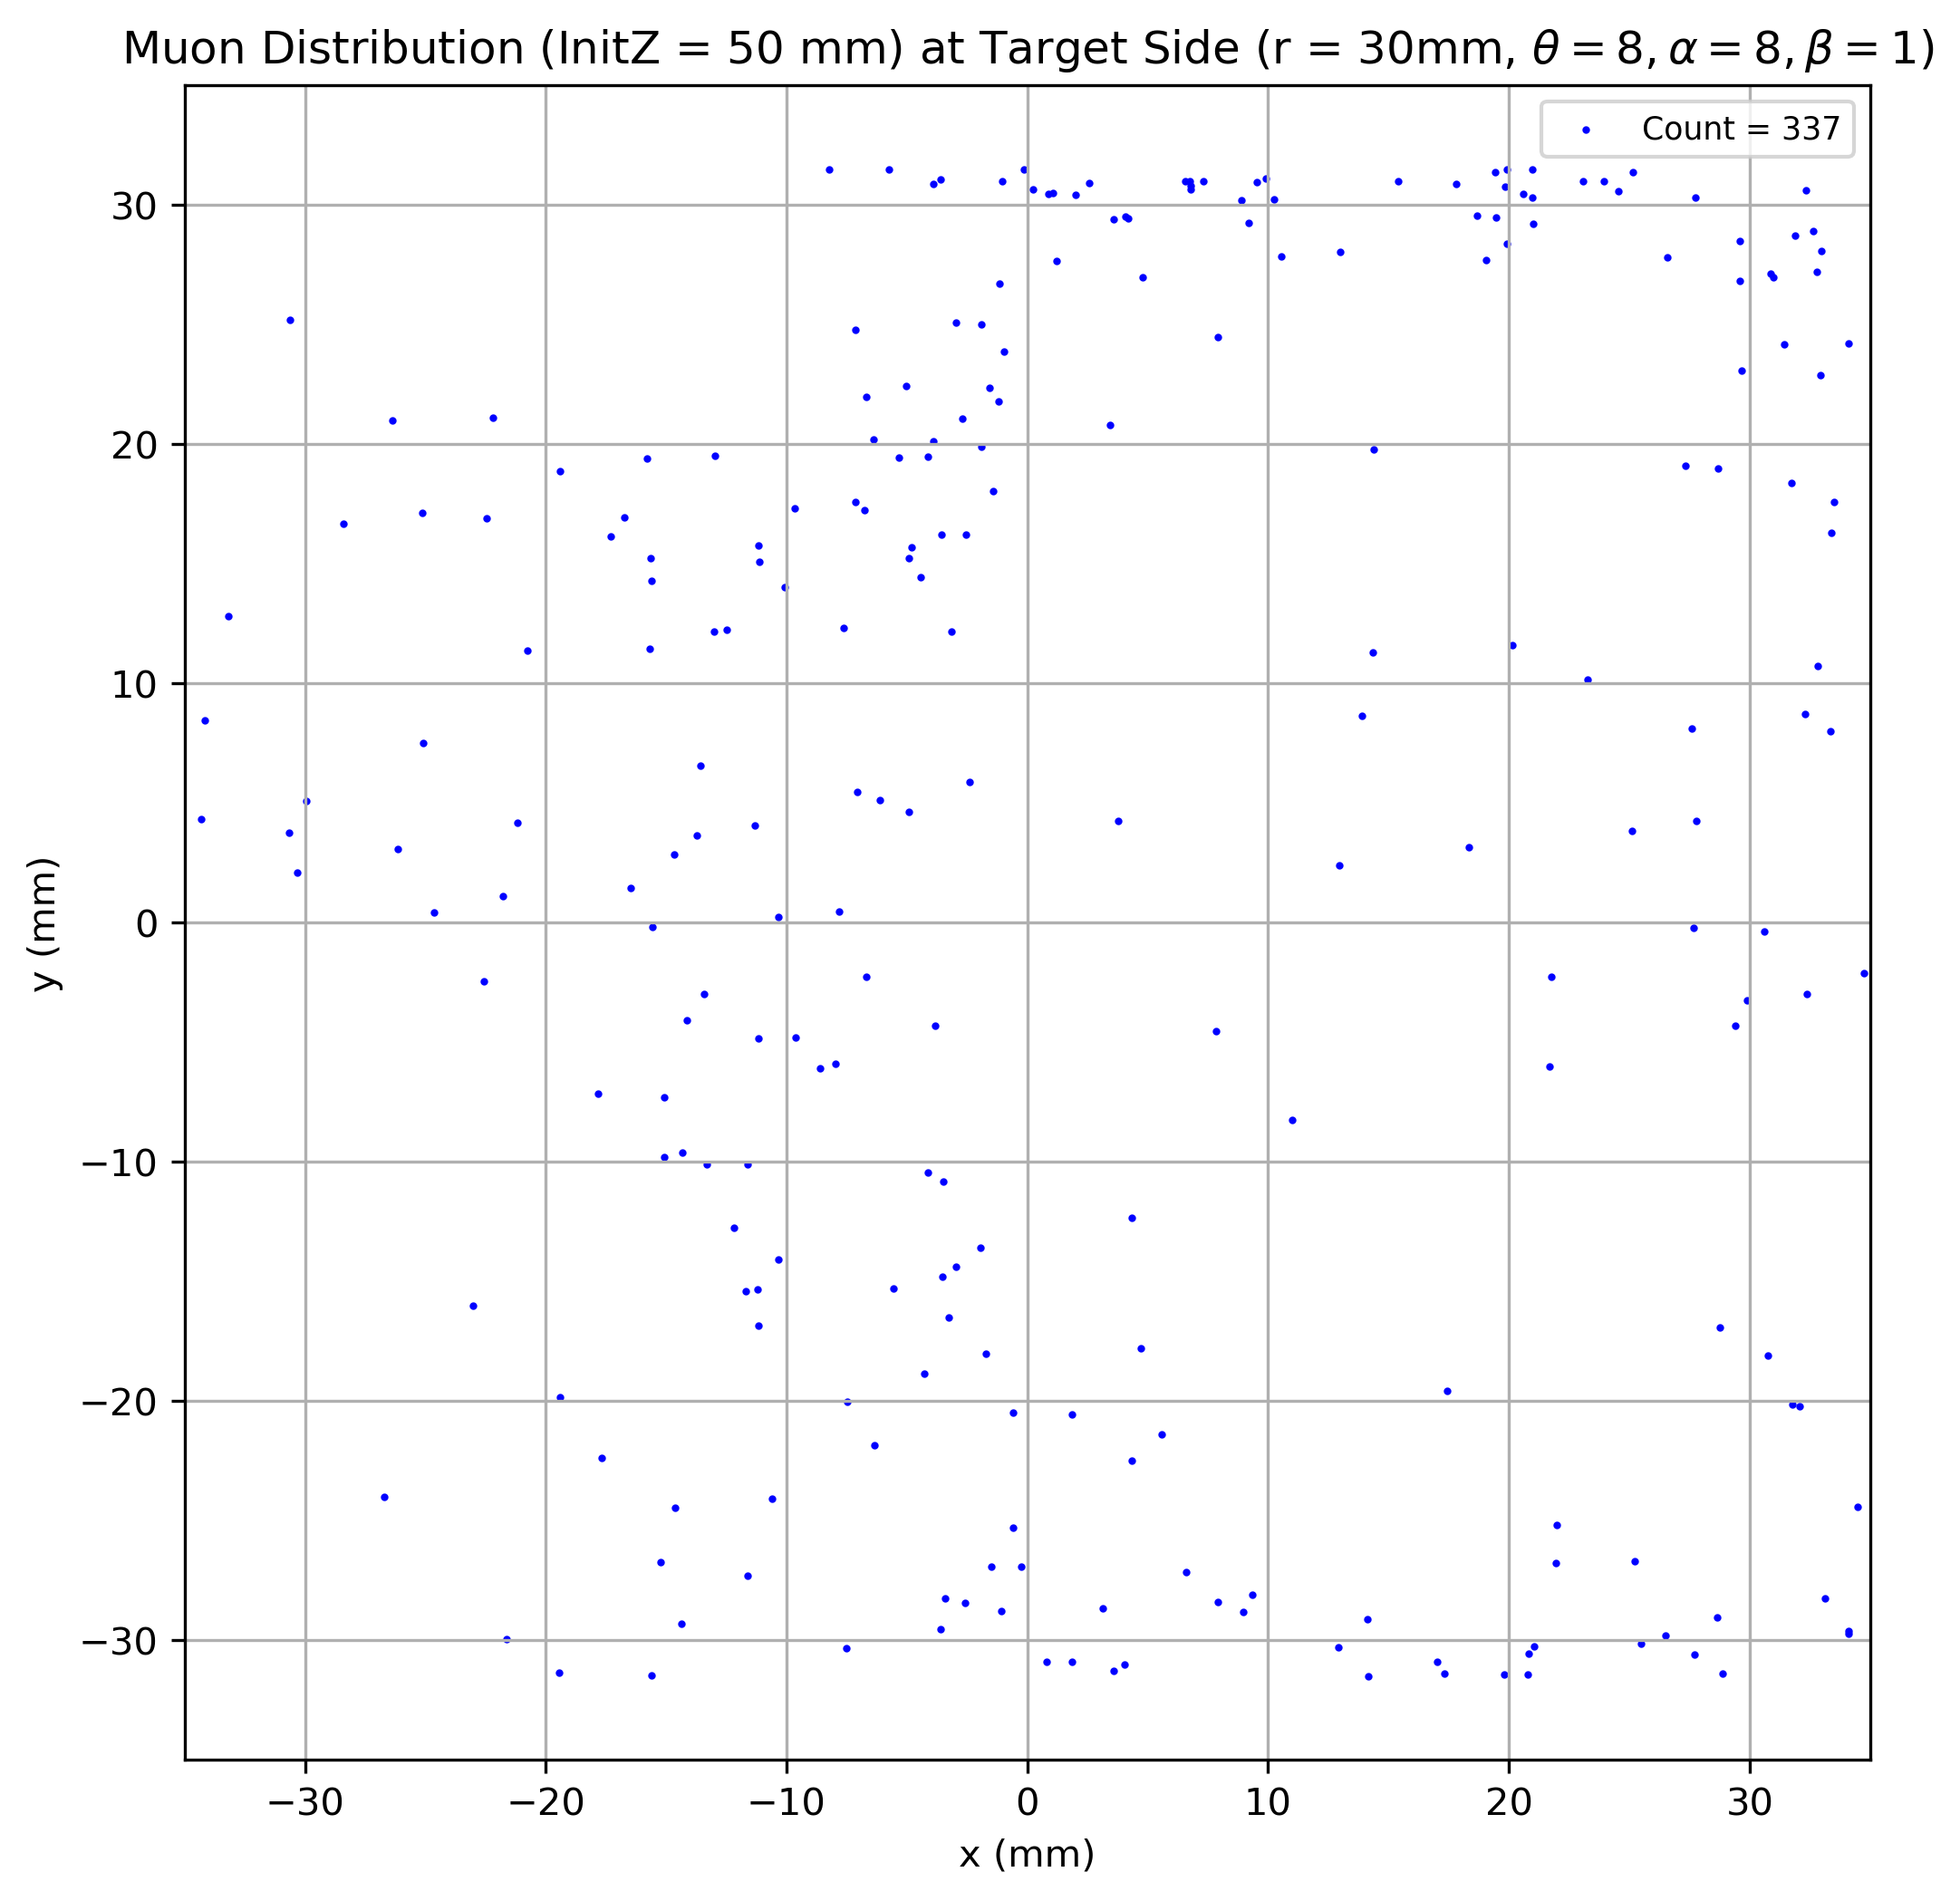 Muon Distribution (InitZ = 50 mm) at Target Side (r = 30mm, θ = 8, α = 8, β = 1)
Count = 337
30
20
10
0
−10
−20
−30
y (mm)
−30 −20 −10 0 10 20 30
x (mm)